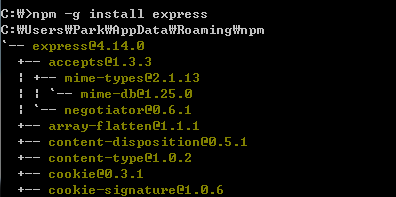 C:₩>npm -g install express
C:₩Users₩Park₩AppData₩Roaming₩npm
`-- express@4.14.0
+-- accepts@1.3.3
¦ +-- mime-types@2.1.13
¦ ¦ `-- mime-db@1.25.0
¦ `-- negotiator@0.6.1
+-- array-flatten@1.1.1
+-- content-disposition@0.5.1
+-- content-type@1.0.2
+-- cookie@0.3.1
+-- cookie-signature@1.0.6